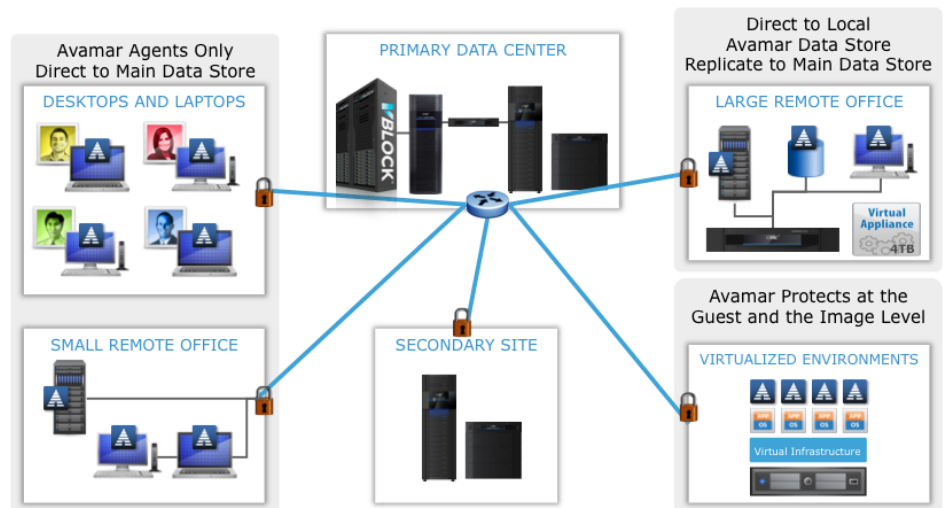 Avamar Agents Only
Direct to Main Data Store
DESKTOPS AND LAPTOPS
SMALL REMOTE OFFICE
PRIMARY DATA CENTER
VBLOCK
SECONDARY SITE
Direct to Local
Avamar Data Store
Replicate to Main Data Store
LARGE REMOTE OFFICE
Virtual
Appliance
4TB
Avamar Protects at the
Guest and the Image Level
VIRTUALIZED ENVIRONMENTS
APP APP APP APP
OS OS OS OS
Virtual Infrastructure